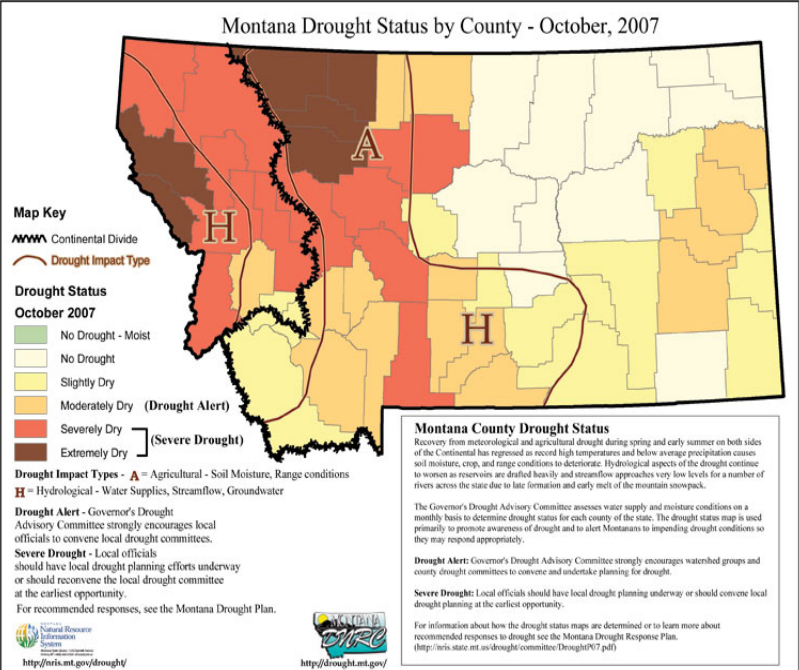 Montana Drought Status by County - October, 2007
A
H
H
Map Key
Continental Divide
Drought Impact Type
Drought Status
October 2007
No Drought - Moist
No Drought
Slightly Dry
Moderately Dry (Drought Alert)
Severely Dry
Extremely Dry
(Severe Drought)
Drought Impact Types - A = Agricultural - Soil Moisture, Range conditions
H = Hydrological - Water Supplies, Streamflow, Groundwater
Drought Alert - Governor's Drought
Advisory Committee strongly encourages local
officials to convene local drought committees.
Severe Drought - Local officials
should have local drought planning efforts underway
or should reconvene the local drought committee
at the earliest opportunity.
For recommended responses, see the Montana Drought Plan.
Montana
Natural Resource
Information
System
http://nris.mt.gov/drought/
MONTANA
DNRC
http://drought.mt.gov/
Montana County Drought Status
Recovery from meteorological and agricultural drought during spring and early summer on both sides
of the Continental has regressed as record high temperatures and below average precipitation causes
soil moisture, crop, and range conditions to deteriorate. Hydrological aspects of the drought continue
to worsen as reservoirs are drafted heavily and streamflow approaches very low levels for a number of
rivers across the state due to late formation and early melt of the mountain snowpack.
The Governor's Drought Advisory Committee assesses water supply and moisture conditions on a
monthly basis to determine drought status for each county of the state. The drought status map is used
primarily to promote awareness of drought and to alert Montanans to impending drought conditions so
they may respond appropriately.
Drought Alert: Governor's Drought Advisory Committee strongly encourages watershed groups and
county drought committees to convene and undertake planning for drought.
Severe Drought: Local officials should have local drought planning underway or should convene local
drought planning at the earliest opportunity.
For information about how the drought status maps are determined or to learn more about
recommended responses to drought see the Montana Drought Response Plan.
(http://nris.state.mt.us/drought/committee/DroughtP07.pdf)